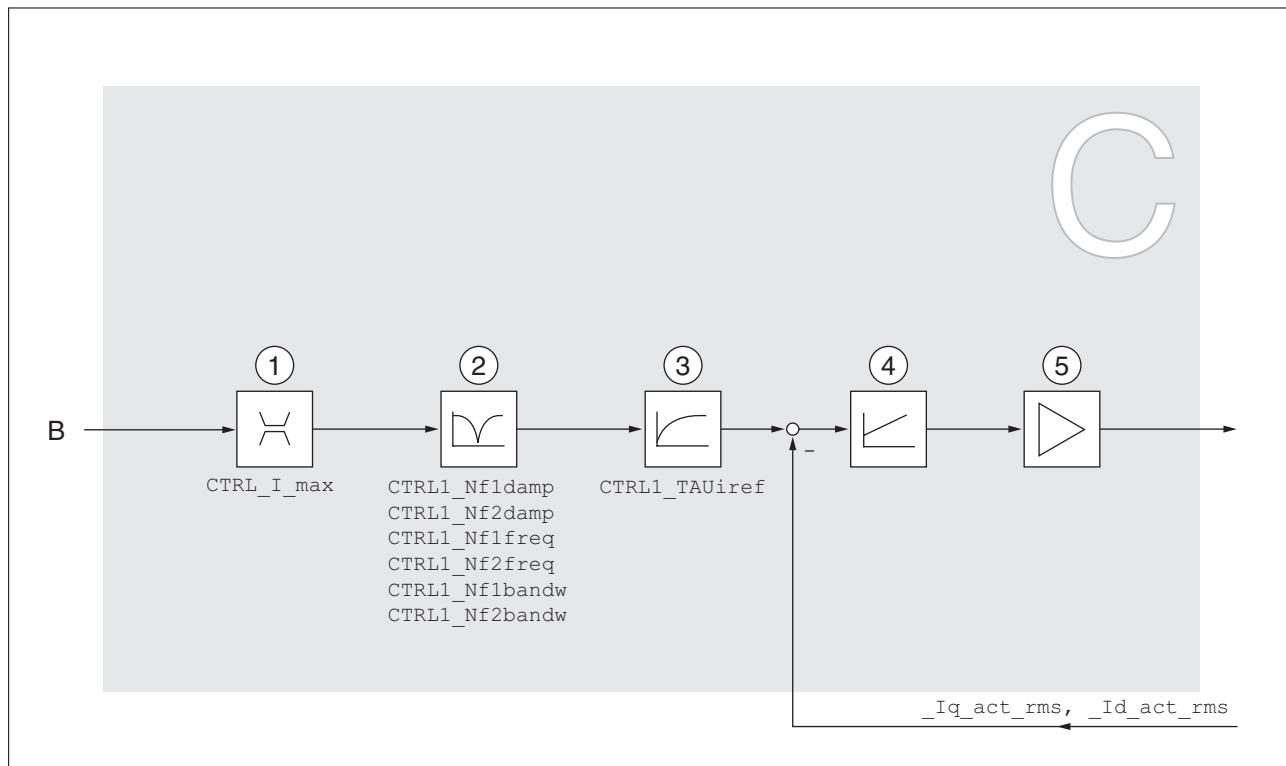 C
1
2
3
4
5
B
–
CTRL_I_max
CTRL1_Nf1damp
CTRL1_Nf2damp
CTRL1_Nf1freq
CTRL1_Nf2freq
CTRL1_Nf1bandw
CTRL1_Nf2bandw
CTRL1_TAUiref
_Iq_act_rms, _Id_act_rms